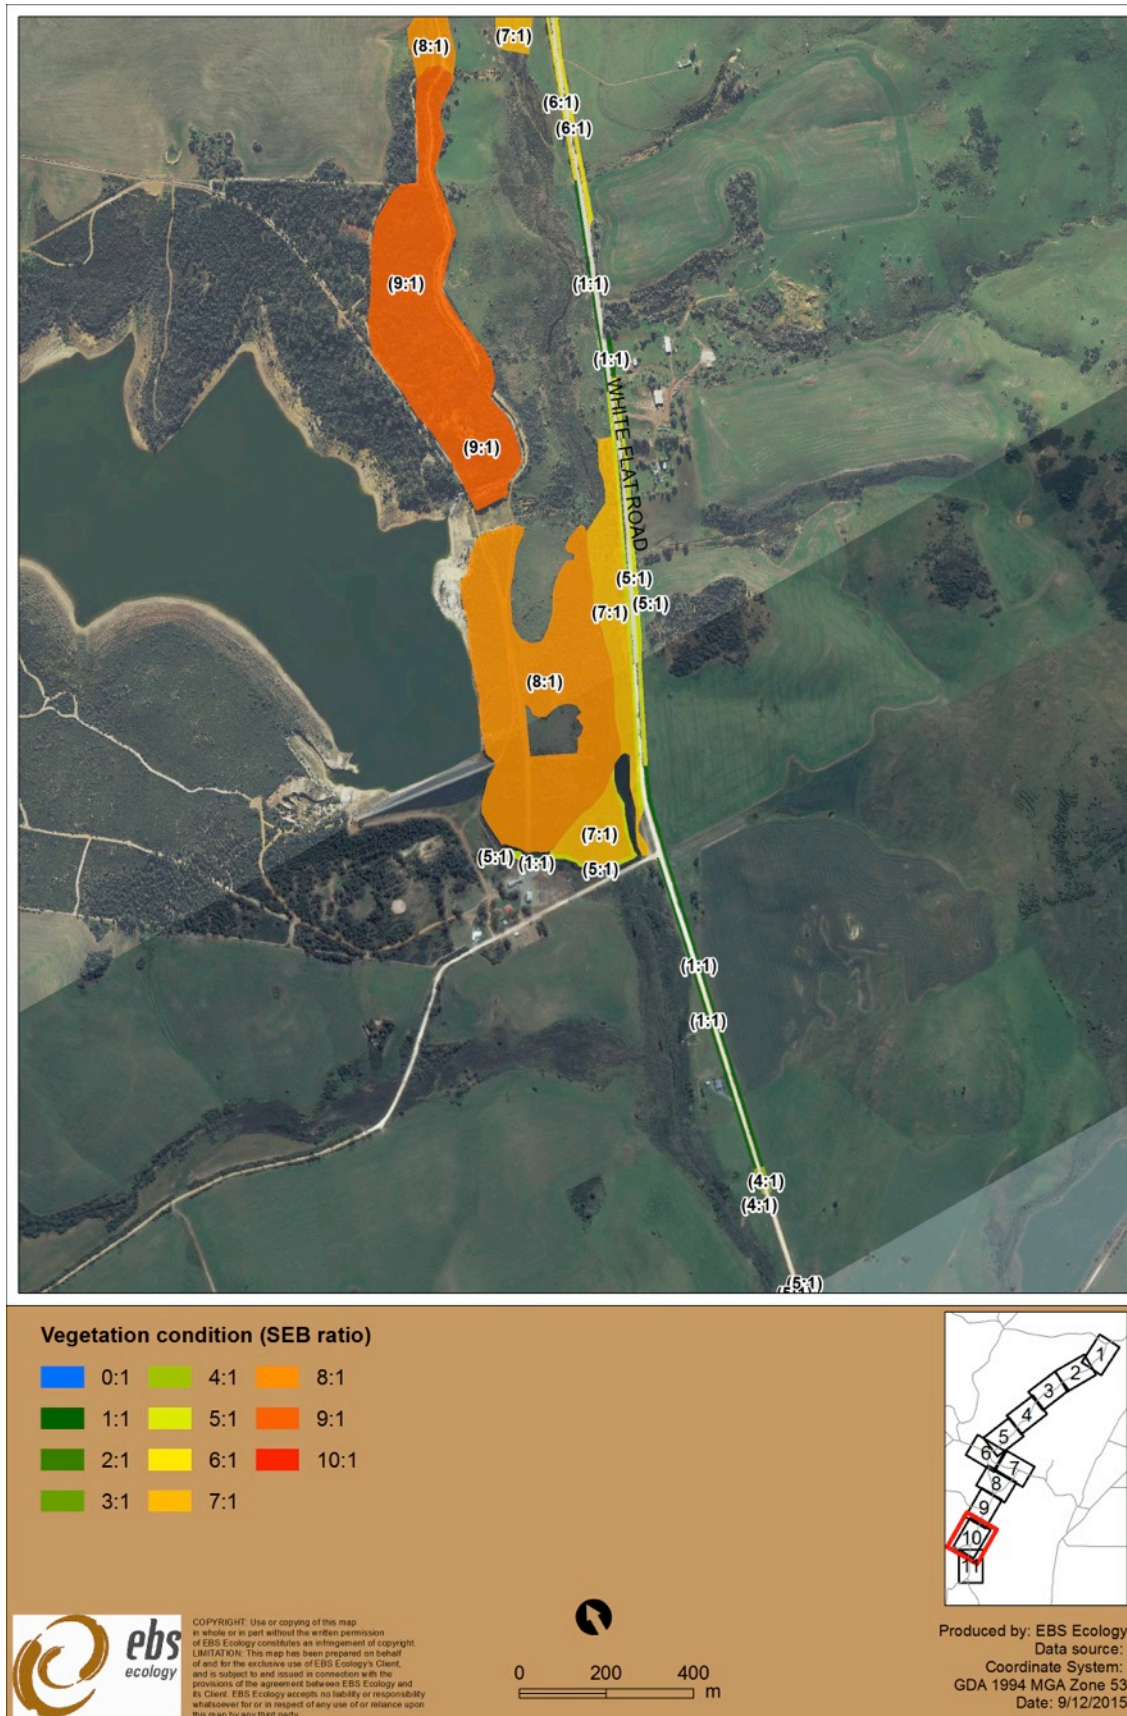 (8:1)
(7:1)
(6:1)
(6:1)
(9:1)
(1:1)
(1:1)
WHITE FLAT ROAD
(9:1)
(5:1)
(5:1)
(7:1)
(8:1)
(7:1)
(5:1)
(1:1)
(5:1)
(1:1)
(1:1)
(4:1)
(4:1)
(5:1)
Vegetation condition (SEB ratio)
0:1 4:1 8:1
1:1 5:1 9:1
2:1 6:1 10:1
3:1 7:1
1
2
3
4
5
6
7
8
9
10
11
ebs
ecology
COPYRIGHT: Use or copying of this map
in whole or in part without the written permission
of EBS Ecology constitutes an infringement of copyright.
LIMITATION: This map has been prepared on behalf
of and for the exclusive use of EBS Ecology's Client,
and is subject to and issued in connection with the
provisions of the agreement between EBS Ecology and
its Client. EBS Ecology accepts no liability or responsibility
whatsoever for or in respect of any use of or reliance upon
this map by any third party.
0 200 400
m
Produced by: EBS Ecology
Data source:
Coordinate System:
GDA 1994 MGA Zone 53
Date: 9/12/2015